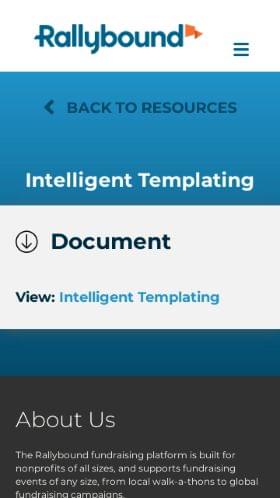 Rallybound
BACK TO RESOURCES
Intelligent Templating
Document
View: Intelligent Templating
About Us
The Rallybound fundraising platform is built for
nonprofits of all sizes, and supports fundraising
events of any size, from local walk-a-thons to global
fundraising campaigns.